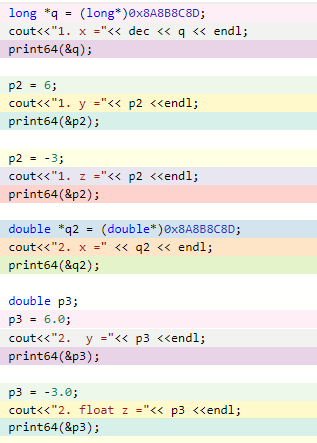 long *q = (long*)0x8A8B8C8D;
cout<<"1. x ="<< dec << q << endl;
print64(&q);
p2 = 6;
cout<<"1. y ="<< p2 <<endl;
print64(&p2);
p2 = -3;
cout<<"1. z ="<< p2 <<endl;
print64(&p2);
double *q2 = (double*)0x8A8B8C8D;
cout<<"2. x =" << q2 << endl;
print64(&q2);
double p3;
p3 = 6.0;
cout<<"2.  y ="<< p3 <<endl;
print64(&p3);
p3 = -3.0;
cout<<"2. float z ="<< p3 <<endl;
print64(&p3);